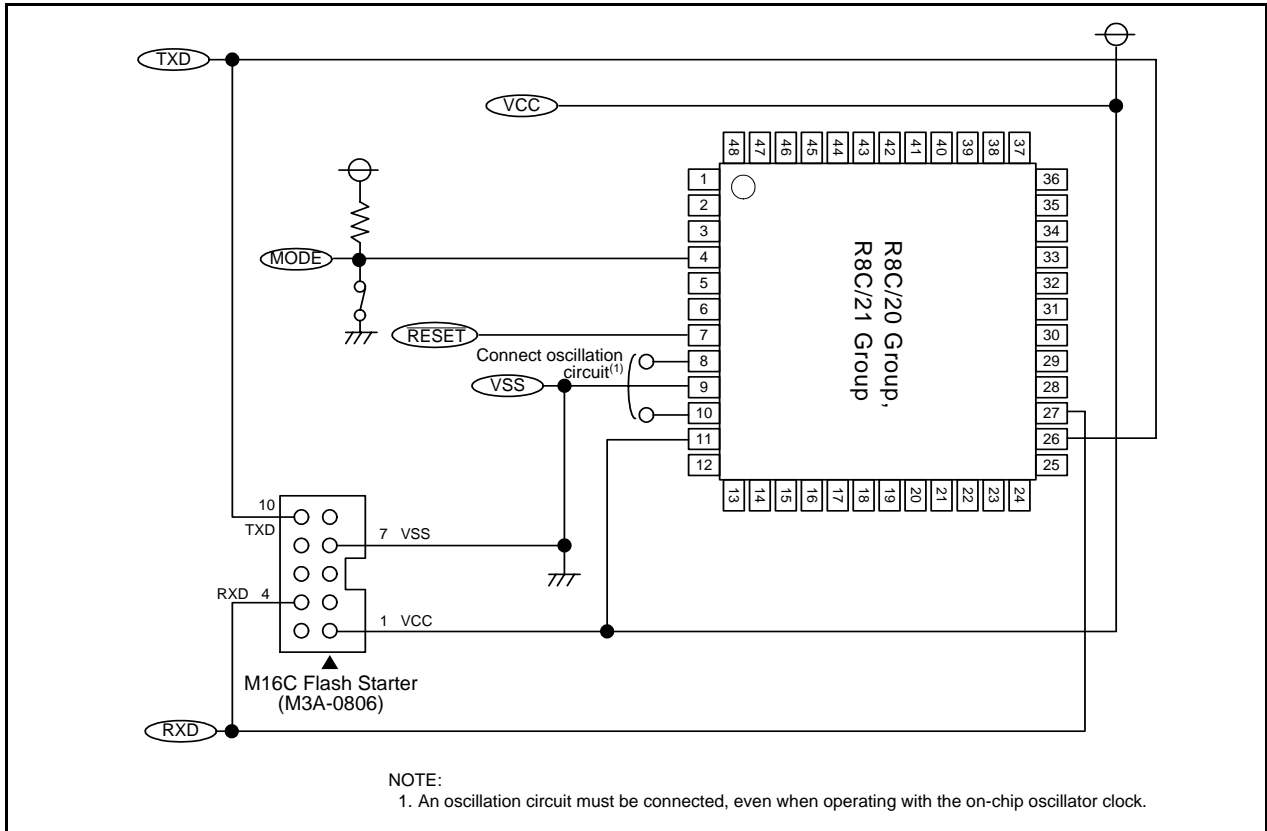 TXD
VCC
48 47 46 45 44 43 42 41 40 39 38 37
1 36
2 35
3 34
MODE 4 33
5 32
6 31
RESET 7 30
Connect oscillation
circuit(1)
8 29
VSS 9 28
10 27
11 26
12 25
R8C/20 Group,
R8C/21 Group
13 14 15 16 17 18 19 20 21 22 23 24
10
TXD
7 VSS
RXD 4
1 VCC
M16C Flash Starter
(M3A-0806)
RXD
NOTE:
1. An oscillation circuit must be connected, even when operating with the on-chip oscillator clock.